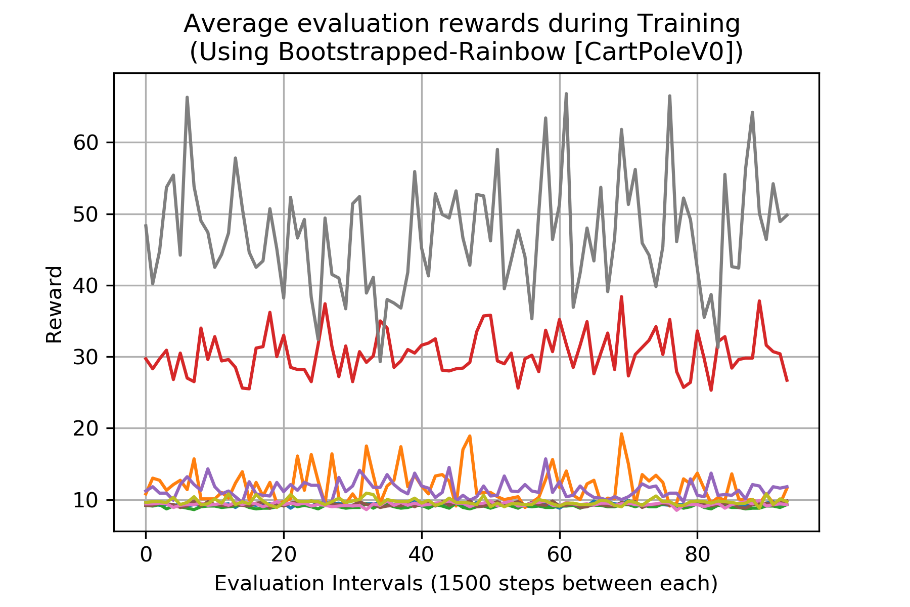 Average evaluation rewards during Training
(Using Bootstrapped-Rainbow [CartPoleV0])
60
50
40
30
20
10
Reward
0 20 40 60 80
Evaluation Intervals (1500 steps between each)